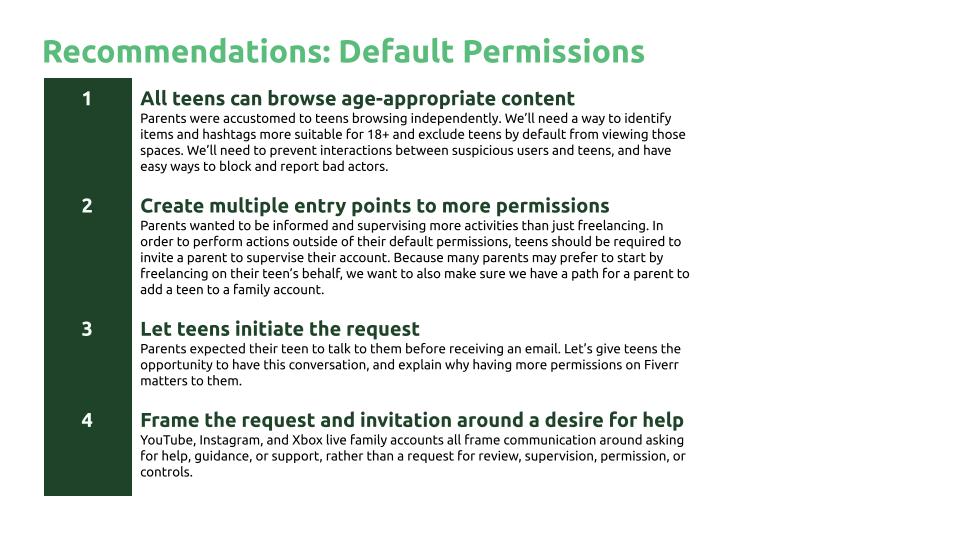 Recommendations: Default Permissions
1
All teens can browse age-appropriate content
Parents were accustomed to teens browsing independently. We’ll need a way to identify
items and hashtags more suitable for 18+ and exclude teens by default from viewing those
spaces. We’ll need to prevent interactions between suspicious users and teens, and have
easy ways to block and report bad actors.
2
Create multiple entry points to more permissions
Parents wanted to be informed and supervising more activities than just freelancing. In
order to perform actions outside of their default permissions, teens should be required to
invite a parent to supervise their account. Because many parents may prefer to start by
freelancing on their teen’s behalf, we want to also make sure we have a path for a parent to
add a teen to a family account.
3
Let teens initiate the request
Parents expected their teen to talk to them before receiving an email. Let’s give teens the
opportunity to have this conversation, and explain why having more permissions on Fiverr
matters to them.
4
Frame the request and invitation around a desire for help
YouTube, Instagram, and Xbox live family accounts all frame communication around asking
for help, guidance, or support, rather than a request for review, supervision, permission, or
controls.